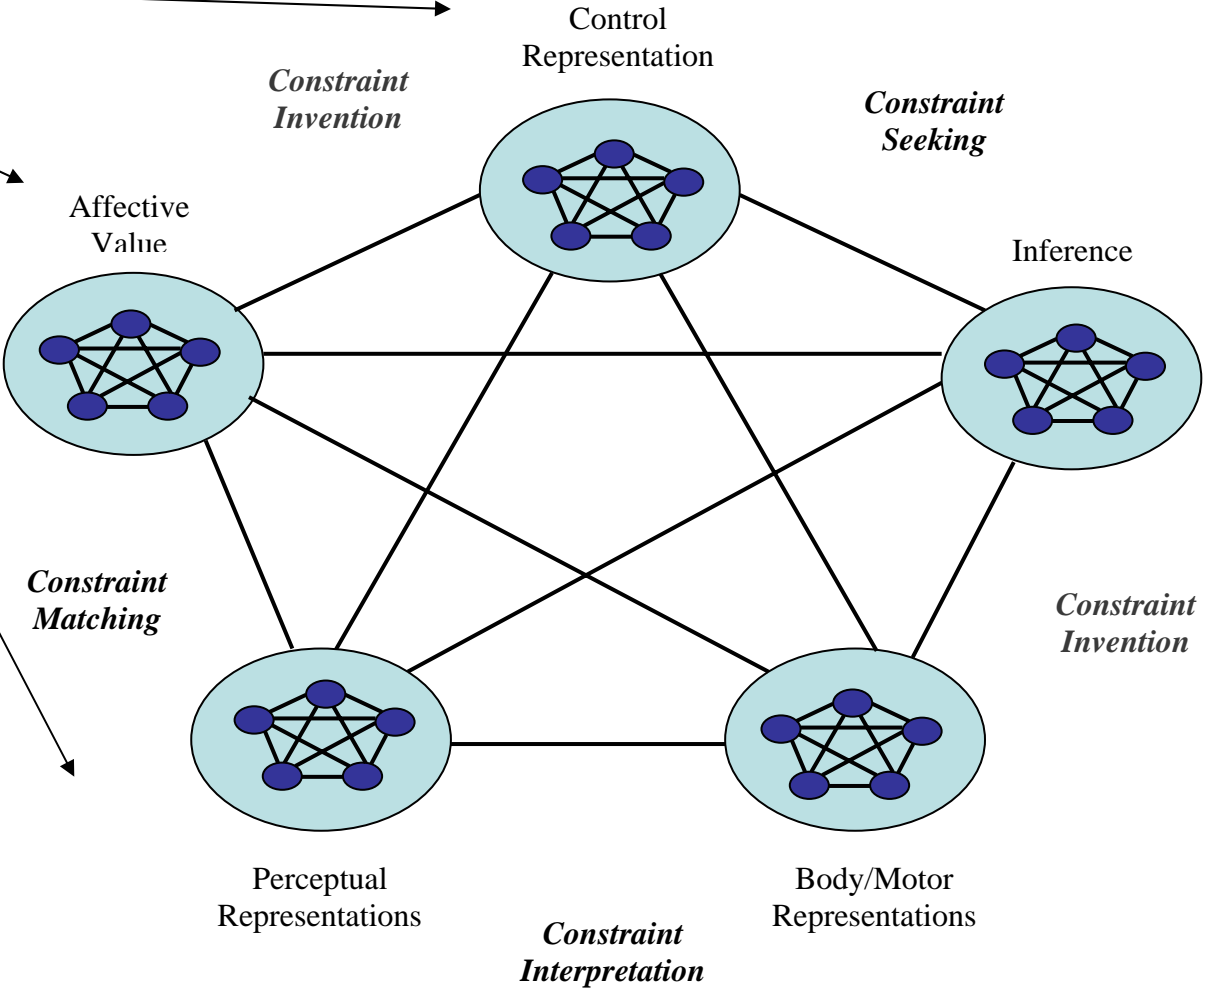 Control
Representation
Constraint
Invention
Constraint
Seeking
Affective
Value
Inference
Constraint
Matching
Constraint
Invention
Perceptual
Representations
Body/Motor
Representations
Constraint
Interpretation